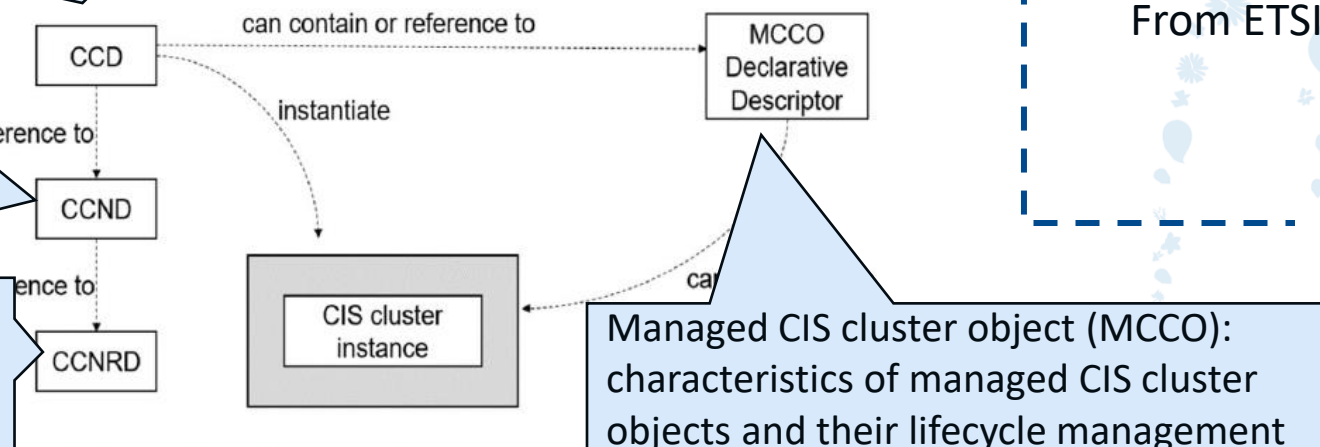 can contain or reference to
From ETSI
CCD
MCCO
Declarative
Descriptor
instantiate
erence to
CCND
ence to
CIS cluster
instance
CCNRD
Managed CIS cluster object (MCCO):
characteristics of managed CIS cluster
objects and their lifecycle management